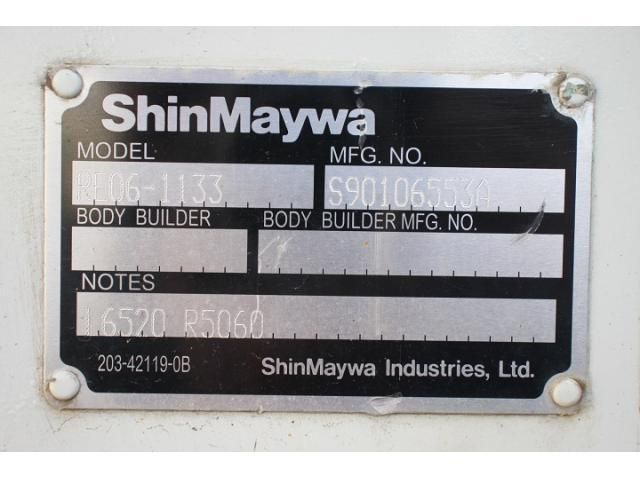 ShinMaywa
MODEL MFG. NO.
RE06-1133 S90106553A
BODY BUILDER BODY BUILDER MFG. NO.
NOTES
L6520 R5060
203-42119-0B ShinMaywa Industries, Ltd.